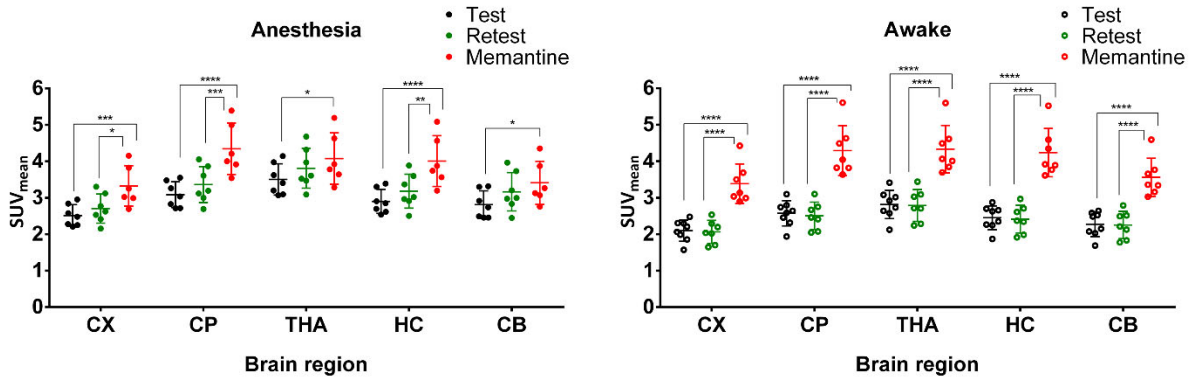 Anesthesia
Test
Retest
Memantine
SUVmean
6
5
4
3
2
1
0
***
*
****
***
*
****
**
*
CX CP THA HC CB
Brain region
Awake
Test
Retest
Memantine
SUVmean
6
5
4
3
2
1
0
****
****
****
****
****
****
****
****
****
****
CX CP THA HC CB
Brain region